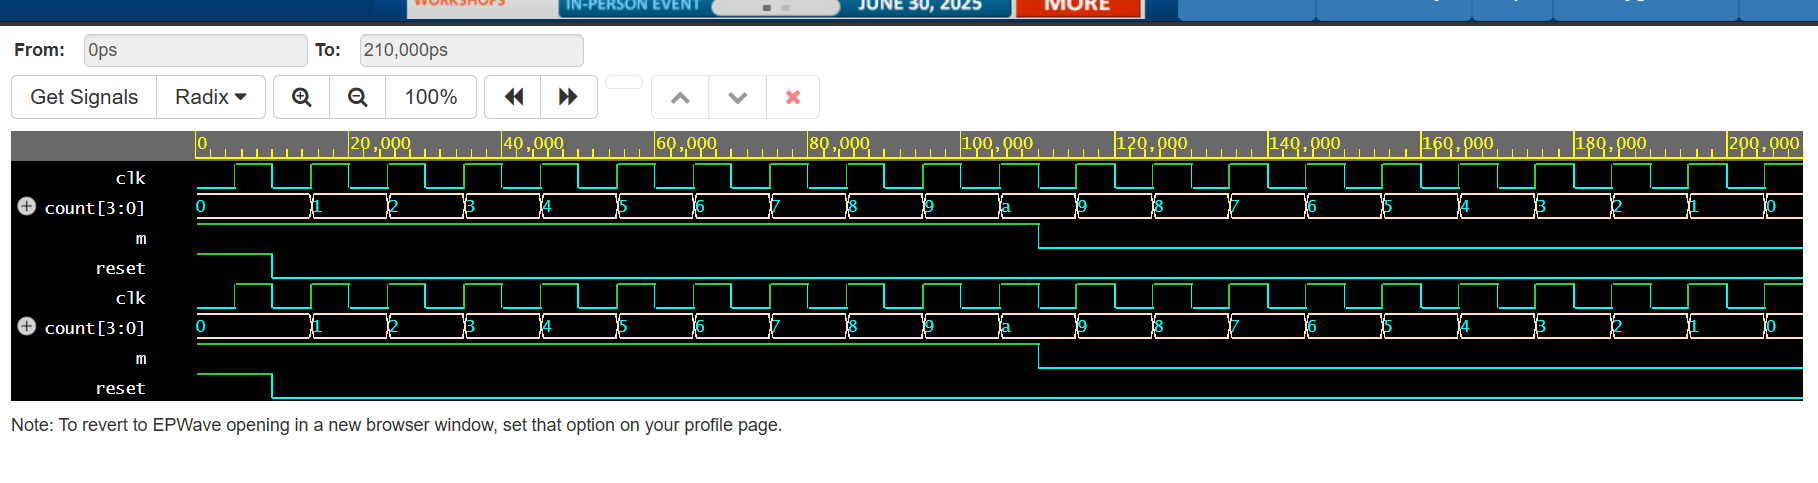 WORKSHOPS IN-PERSON EVENT JUNE 30, 2025 MORE
From: 0ps To: 210,000ps
Get Signals Radix 100%
0 20,000 40,000 60,000 80,000 100,000 120,000 140,000 160,000 180,000 200,000
clk
count[3:0] 0 1 2 3 4 5 6 7 8 9 a 9 8 7 6 5 4 3 2 1 0
m
reset
clk
count[3:0] 0 1 2 3 4 5 6 7 8 9 a 9 8 7 6 5 4 3 2 1 0
m
reset
Note: To revert to EPWave opening in a new browser window, set that option on your profile page.